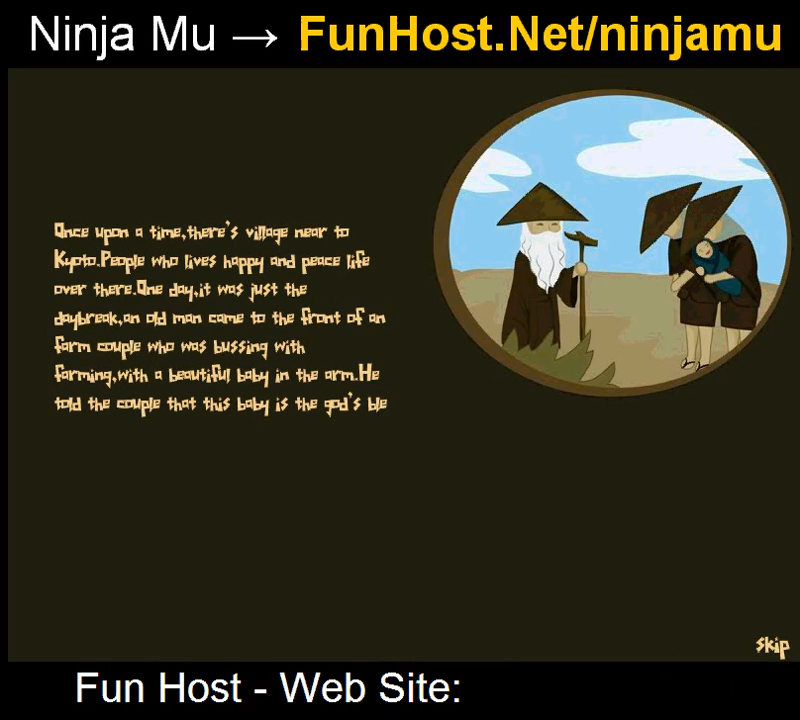 Ninja Mu → FunHost.Net/ninjamu
Once upon a time,there's village near to
Kyoto.People who lives happy and peace life
over there.One day,it was just the
daybreak,an old man came to the front of an
farm couple who was bussing with
farming,with a beautiful baby in the arm.He
told the couple that this baby is the god's ble
Skip
Fun Host - Web Site: